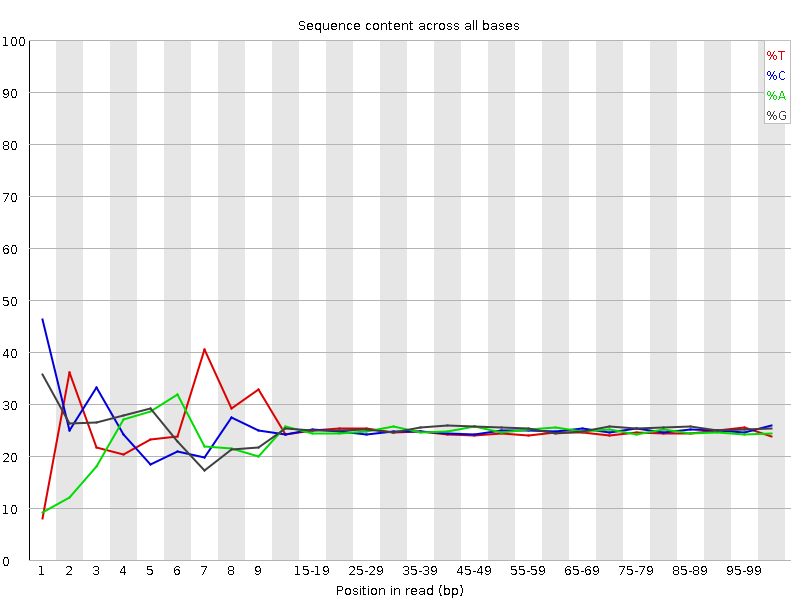 Sequence content across all bases
100
90
80
70
60
50
40
30
20
10
0
%T
%C
%A
%G
1 2 3 4 5 6 7 8 9 15-19 25-29 35-39 45-49 55-59 65-69 75-79 85-89 95-99
Position in read (bp)